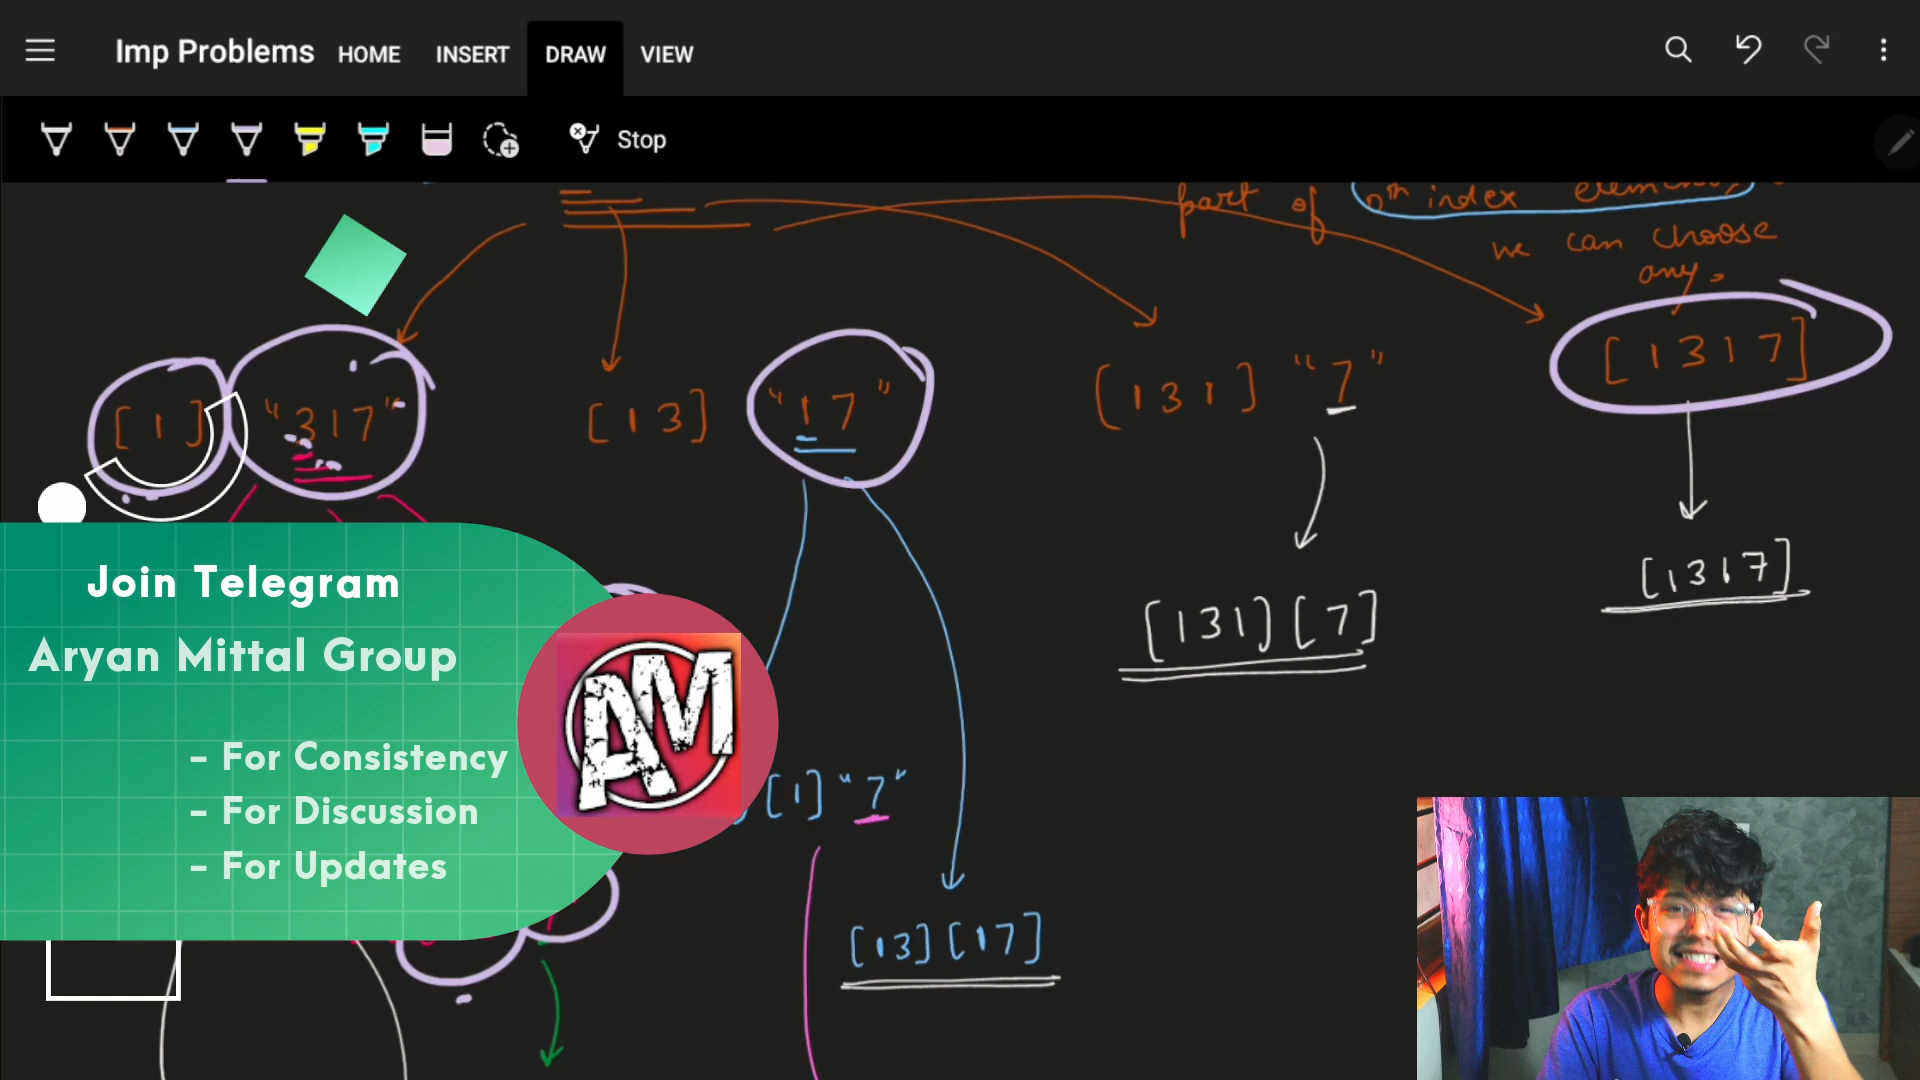 Imp Problems HOME INSERT DRAW VIEW
Stop
part of 0th index element
we can choose
any.
[1] "317"
[13] "17"
[131] "7"
[1317]
[131][7]
[1317]
Join Telegram
Aryan Mittal Group
- For Consistency
- For Discussion
- For Updates
AM
[1] "7"
[13][17]